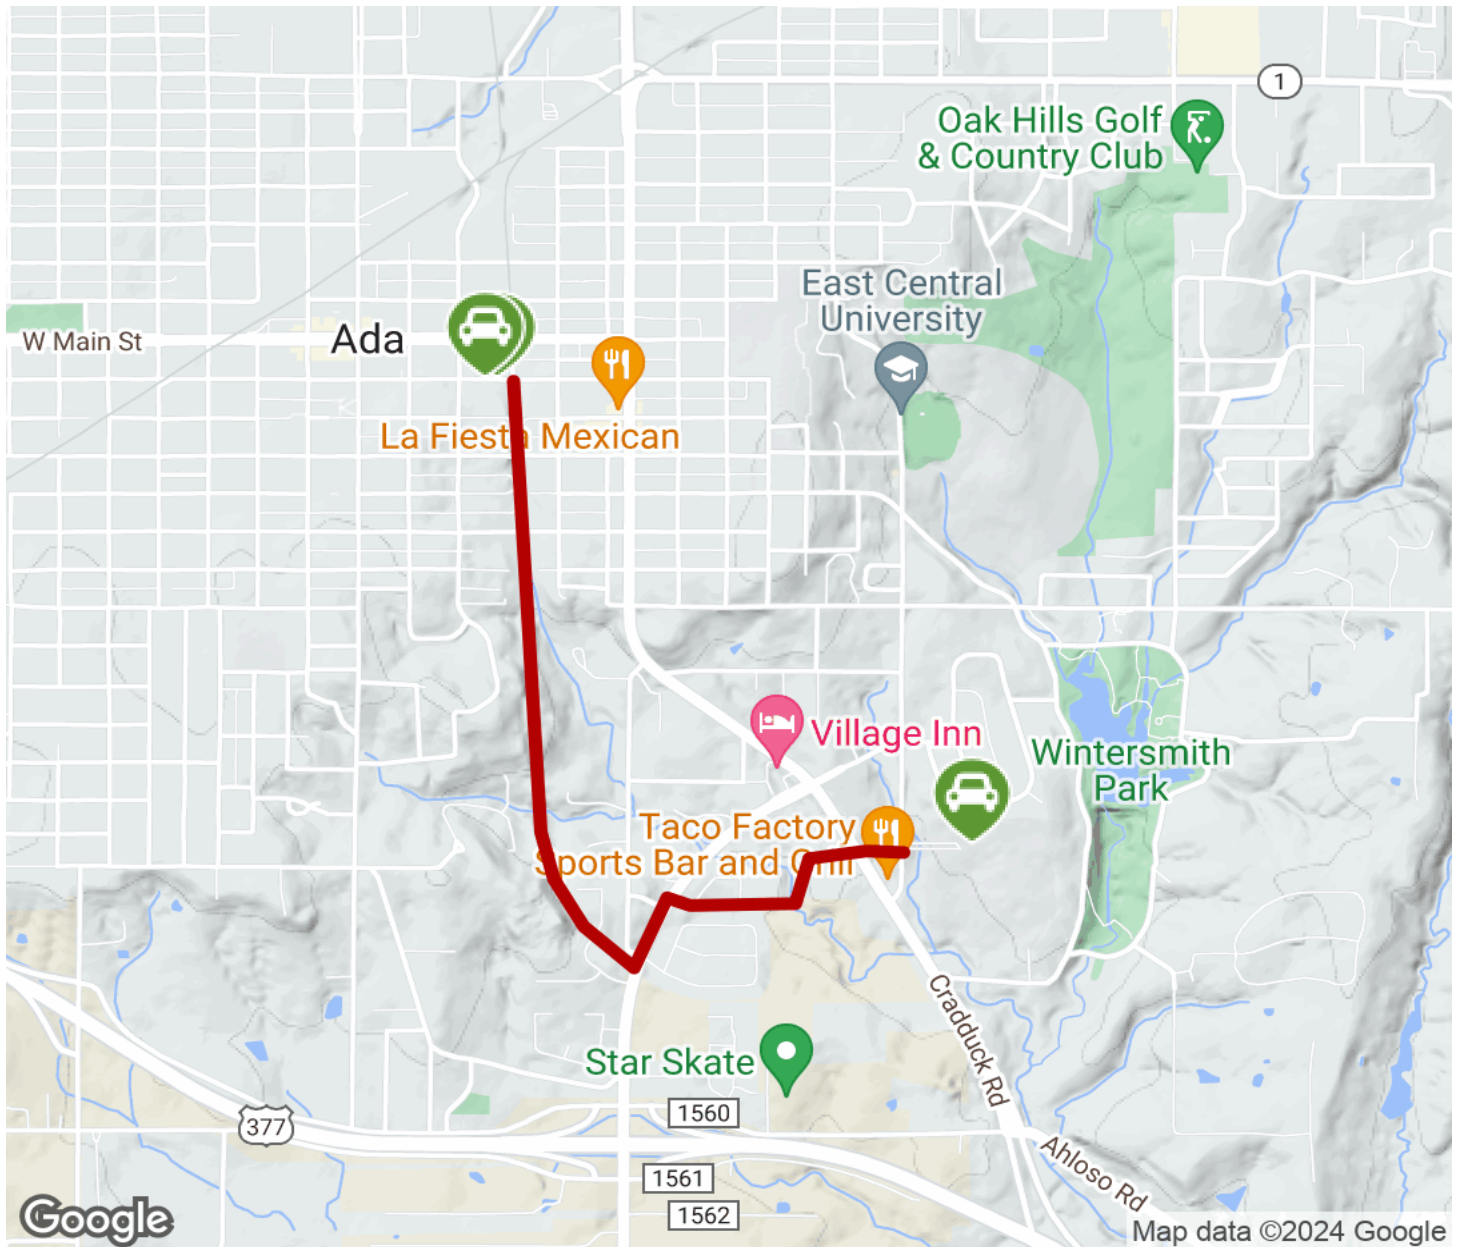 1
Oak Hills Golf
& Country Club
East Central
University
W Main St
Ada
La Fiesta Mexican
Village Inn
Wintersmith
Park
Taco Factory
Sports Bar and Grill
Cradduck Rd
Star Skate
1560
377
Ahloso Rd
1561
1562
Google
Map data ©2024 Google